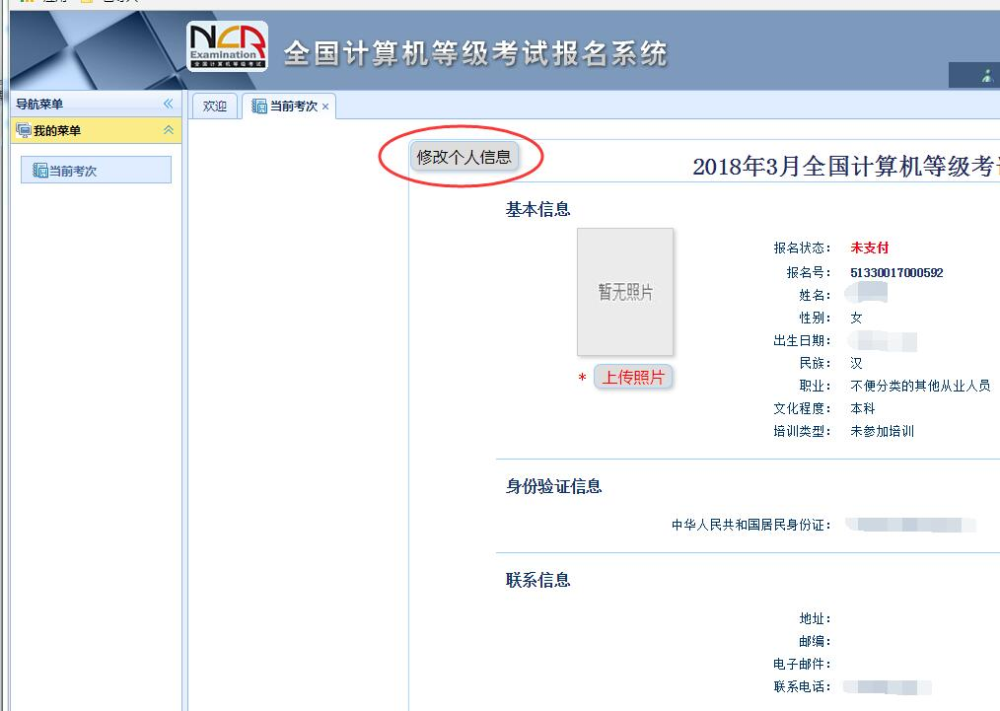 NCR
Examination
全国计算机等级考试
全国计算机等级考试报名系统
导航菜单
欢迎
当前考次
我的菜单
当前考次
修改个人信息
2018年3月全国计算机等级考
基本信息
暂无照片
* 上传照片
报名状态： 未支付
报名号： 51330017000592
姓名：
性别： 女
出生日期：
民族： 汉
职业： 不便分类的其他从业人员
文化程度： 本科
培训类型： 未参加培训
身份验证信息
中华人民共和国居民身份证：
联系信息
地址：
邮编：
电子邮件：
联系电话：